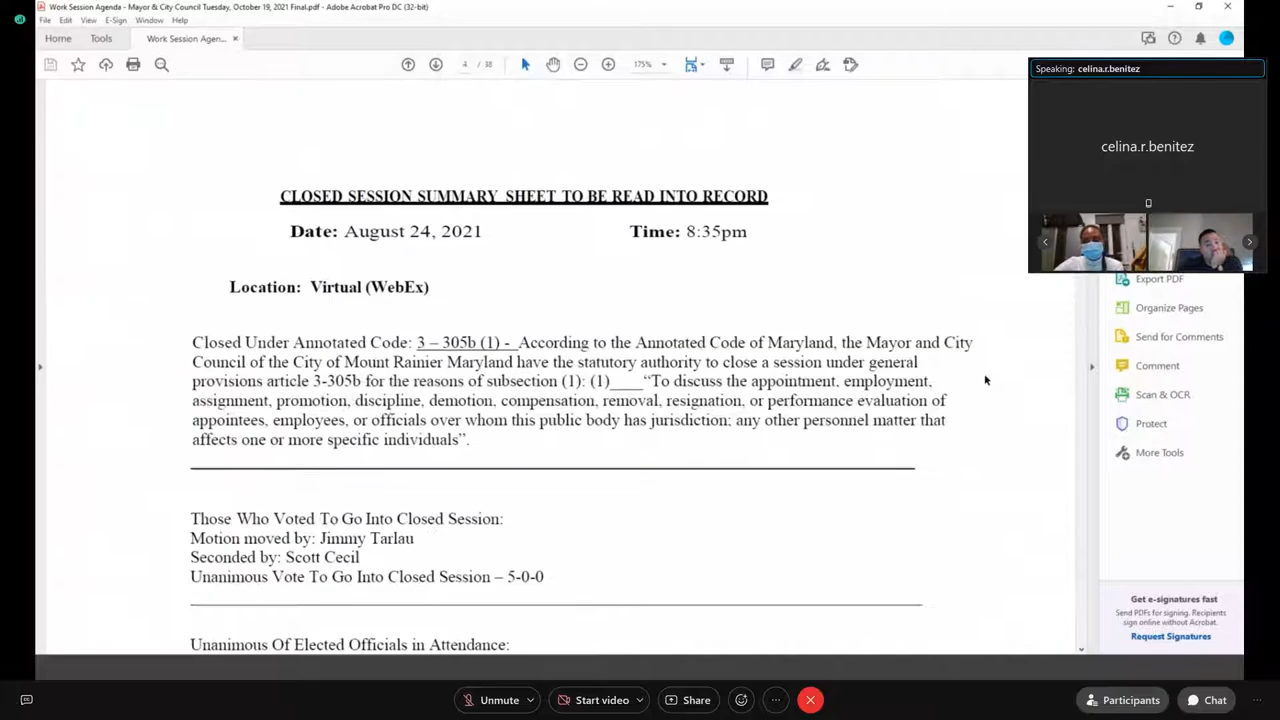 Work Session Agenda - Mayor & City Council Tuesday, October 19, 2021 Final.pdf - Adobe Acrobat Pro DC (32-bit)
File Edit View E-Sign Window Help
Home Tools Work Session Agen... ×
4 / 38 175%
Speaking: celina.r.benitez
celina.r.benitez
CLOSED SESSION SUMMARY SHEET TO BE READ INTO RECORD
Date: August 24, 2021 Time: 8:35pm
Location: Virtual (WebEx)
Closed Under Annotated Code: 3 – 305b (1) - According to the Annotated Code of Maryland, the Mayor and City
Council of the City of Mount Rainier Maryland have the statutory authority to close a session under general
provisions article 3-305b for the reasons of subsection (1): (1)____“To discuss the appointment, employment,
assignment, promotion, discipline, demotion, compensation, removal, resignation, or performance evaluation of
appointees, employees, or officials over whom this public body has jurisdiction; any other personnel matter that
affects one or more specific individuals”.
Those Who Voted To Go Into Closed Session:
Motion moved by: Jimmy Tarlau
Seconded by: Scott Cecil
Unanimous Vote To Go Into Closed Session – 5-0-0
Unanimous Of Elected Officials in Attendance:
Export PDF
Organize Pages
Send for Comments
Comment
Scan & OCR
Protect
More Tools
Get e-signatures fast
Send PDFs for signing. Recipients
sign online without Acrobat.
Request Signatures
Unmute Start video Share Participants Chat